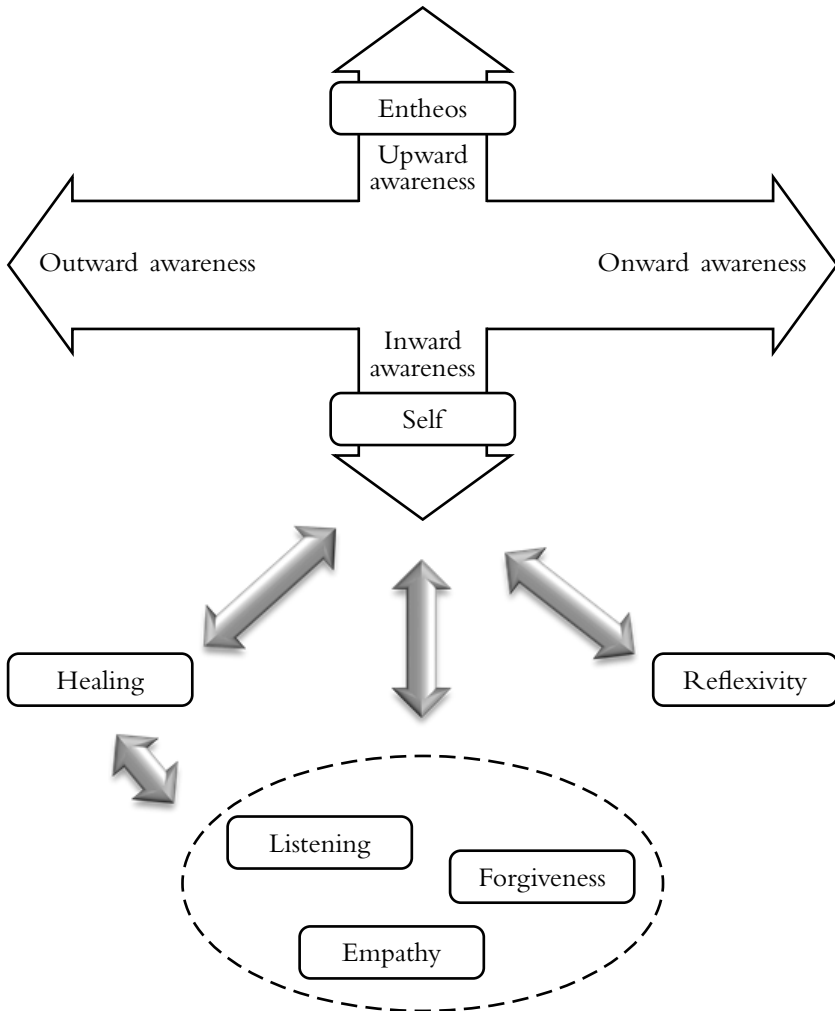 Entheos
Upward
awareness
Outward awareness
Onward awareness
Inward
awareness
Self
Healing
Reflexivity
Listening
Forgiveness
Empathy